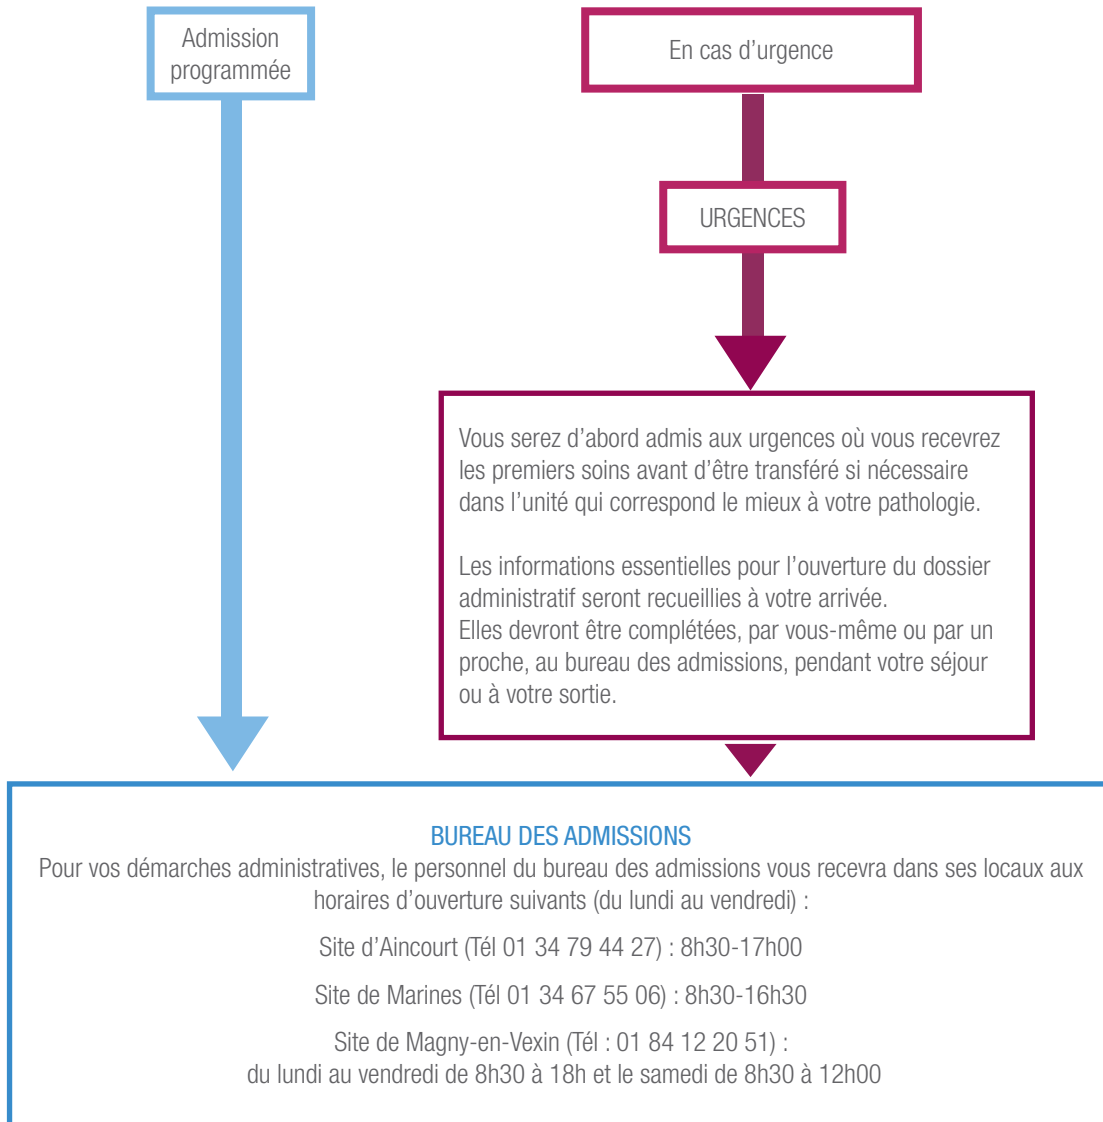 Admission
programmée
En cas d’urgence
URGENCES
Vous serez d’abord admis aux urgences où vous recevrez
les premiers soins avant d’être transféré si nécessaire
dans l’unité qui correspond le mieux à votre pathologie.
Les informations essentielles pour l’ouverture du dossier
administratif seront recueillies à votre arrivée.
Elles devront être complétées, par vous-même ou par un
proche, au bureau des admissions, pendant votre séjour
ou à votre sortie.
BUREAU DES ADMISSIONS
Pour vos démarches administratives, le personnel du bureau des admissions vous recevra dans ses locaux aux
horaires d’ouverture suivants (du lundi au vendredi) :
Site d’Aincourt (Tél 01 34 79 44 27) : 8h30-17h00
Site de Marines (Tél 01 34 67 55 06) : 8h30-16h30
Site de Magny-en-Vexin (Tél : 01 84 12 20 51) :
du lundi au vendredi de 8h30 à 18h et le samedi de 8h30 à 12h00